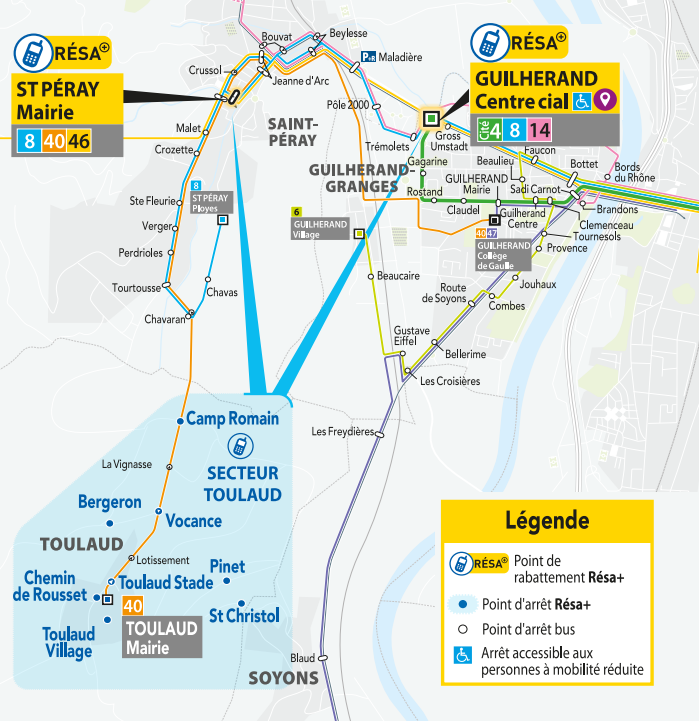 RÉSA+
ST PÉRAY
Mairie
8 40 46
RÉSA+
GUILHERAND
Centre cial
Cité 4 8 14
Bouvat
Beylesse
P+R Maladière
Crussol
Jeanne d'Arc
Pôle 2000
SAINT-
PÉRAY
Malet
Crozette
Trémolets
Gross
Umstadt
Faucon
Beaulieu
Bottet
Bords
du Rhône
GUILHERAND-
GRANGES
Gagarine
GUILHERAND
Mairie
Sadi Carnot
Rostand
Claudel
Guilherand
Centre
Brandons
Clemenceau
Tournesols
Provence
8
ST PÉRAY
Ployes
Ste Fleurie
Verger
Perdrioles
Tourtousse
Chavas
Chavaran
6
GUILHERAND
Village
40 47
GUILHERAND
Collège
de Gaulle
Beaucaire
Route
de Soyons
Jouhaux
Combes
Gustave
Eiffel
Bellerime
Les Croisières
Les Freydières
Camp Romain
SECTEUR
TOULAUD
La Vignasse
Bergeron
Vocance
TOULAUD
Lotissement
Chemin
de Rousset
Toulaud Stade
Pinet
St Christol
40
TOULAUD
Mairie
Toulaud
Village
Blaud
SOYONS
Légende
RÉSA+ Point de
rabattement Résa+
Point d'arrêt Résa+
Point d'arrêt bus
Arrêt accessible aux
personnes à mobilité réduite